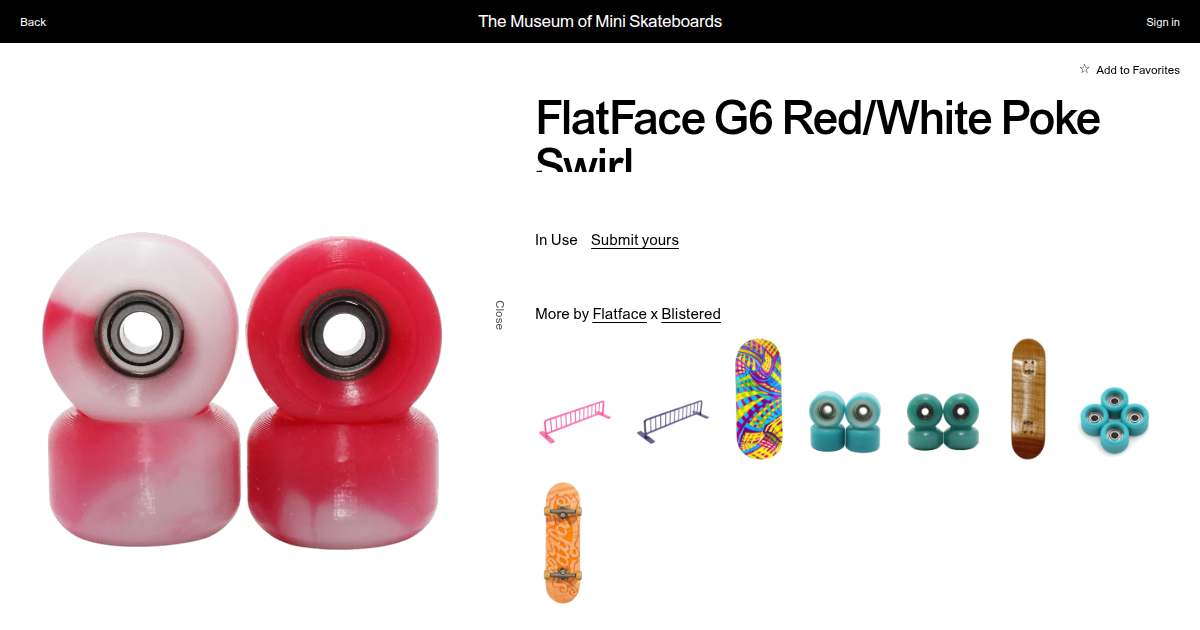 Back
The Museum of Mini Skateboards
Sign in
☆ Add to Favorites
FlatFace G6 Red/White Poke
Swirl
In Use Submit yours
Close
More by Flatface x Blistered